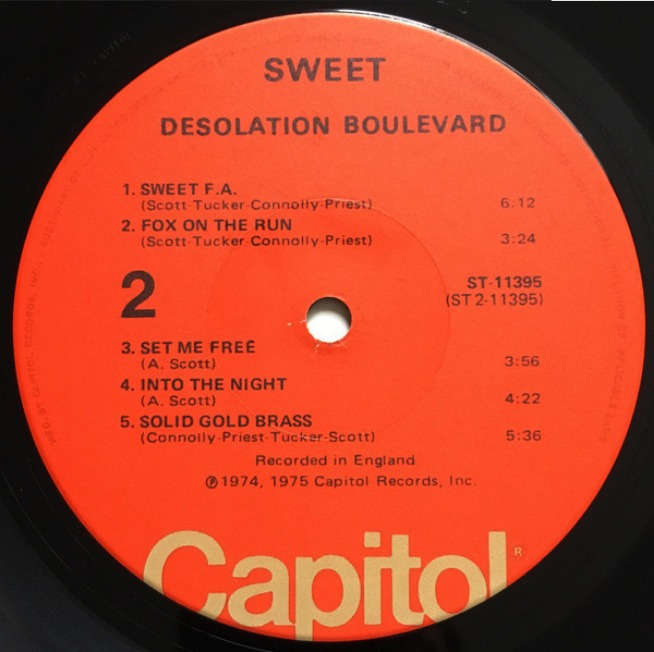 SWEET
DESOLATION BOULEVARD
1. SWEET F.A.
(Scott-Tucker-Connolly-Priest) 6:12
2. FOX ON THE RUN
(Scott-Tucker-Connolly-Priest) 3:24
2
ST-11395
(ST 2-11395)
3. SET ME FREE
(A. Scott) 3:56
4. INTO THE NIGHT
(A. Scott) 4:22
5. SOLID GOLD BRASS
(Connolly-Priest-Tucker-Scott) 5:36
Recorded in England
℗ 1974, 1975 Capitol Records, Inc.
Capitol ®